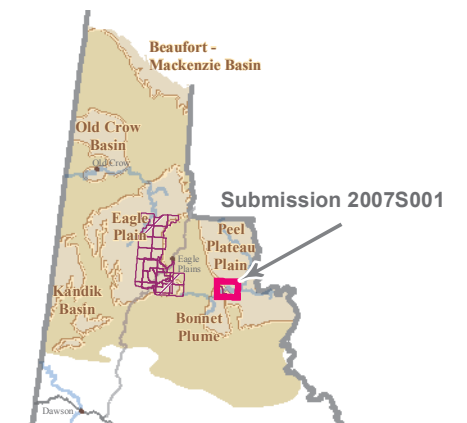 Beaufort -
Mackenzie Basin
Old Crow
Basin
Old Crow
Submission 2007S001
Eagle
Plain
Peel
Plateau
Plain
Eagle
Plains
Kandik
Basin
Bonnet
Plume
Dawson